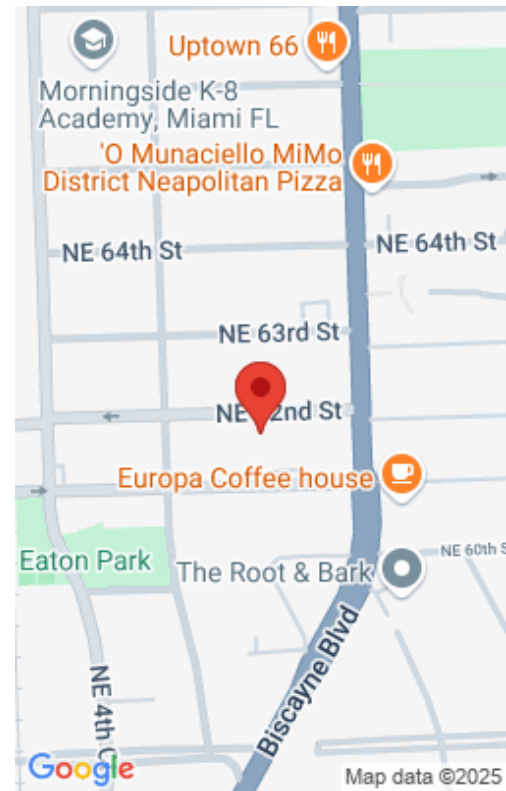 Uptown 66
Morningside K-8
Academy, Miami FL
'O Munaciello MiMo
District Neapolitan Pizza
NE 64th St
NE 64th St
NE 63rd St
NE 2nd St
Europa Coffee house
Eaton Park
The Root & Bark
NE 60th S
NE 4th C
Biscayne Blvd
Google
Map data ©2025